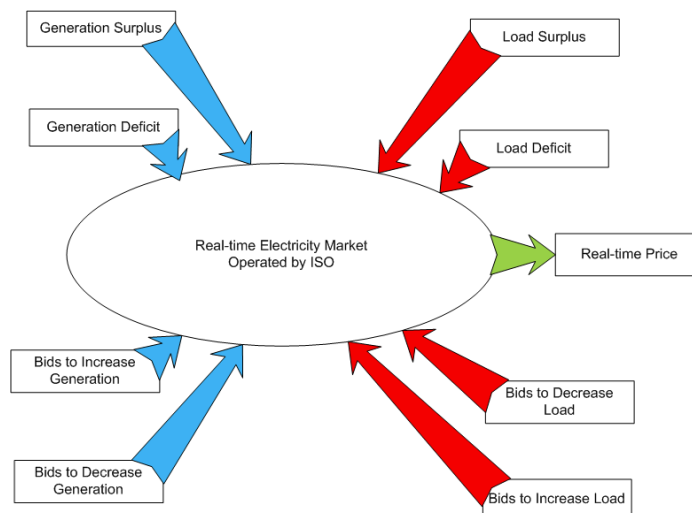 Generation Surplus
Load Surplus
Generation Deficit
Load Deficit
Real-time Electricity Market
Operated by ISO
Real-time Price
Bids to Increase
Generation
Bids to Decrease
Load
Bids to Decrease
Generation
Bids to Increase Load